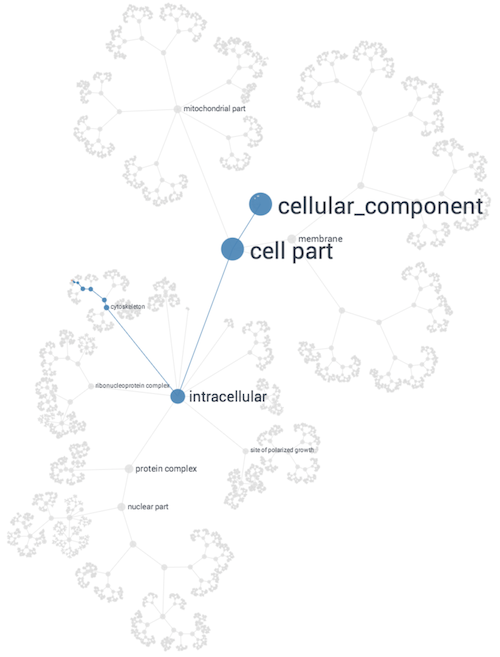 mitochondrial part
cellular_component
membrane
cell part
cytoskeleton
ribonucleoprotein complex
intracellular
site of polarized growth
protein complex
nuclear part